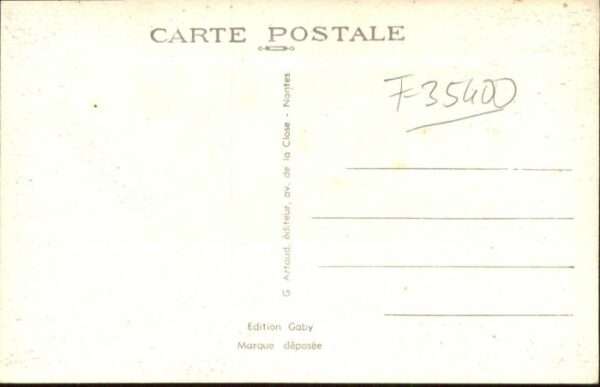 CARTE POSTALE
F-35400
G. Artaud, éditeur, av. de la Close - Nantes
Edition Gaby
Marque déposée